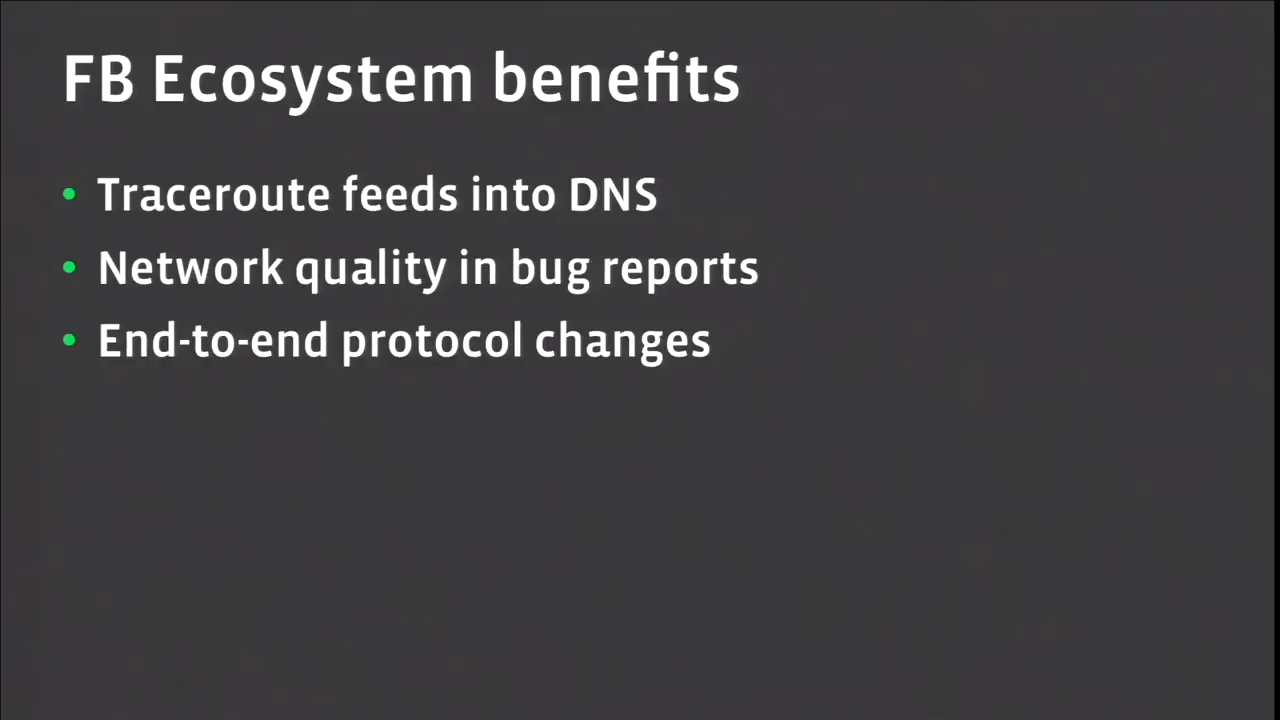 FB Ecosystem benefits
• Traceroute feeds into DNS
• Network quality in bug reports
• End-to-end protocol changes